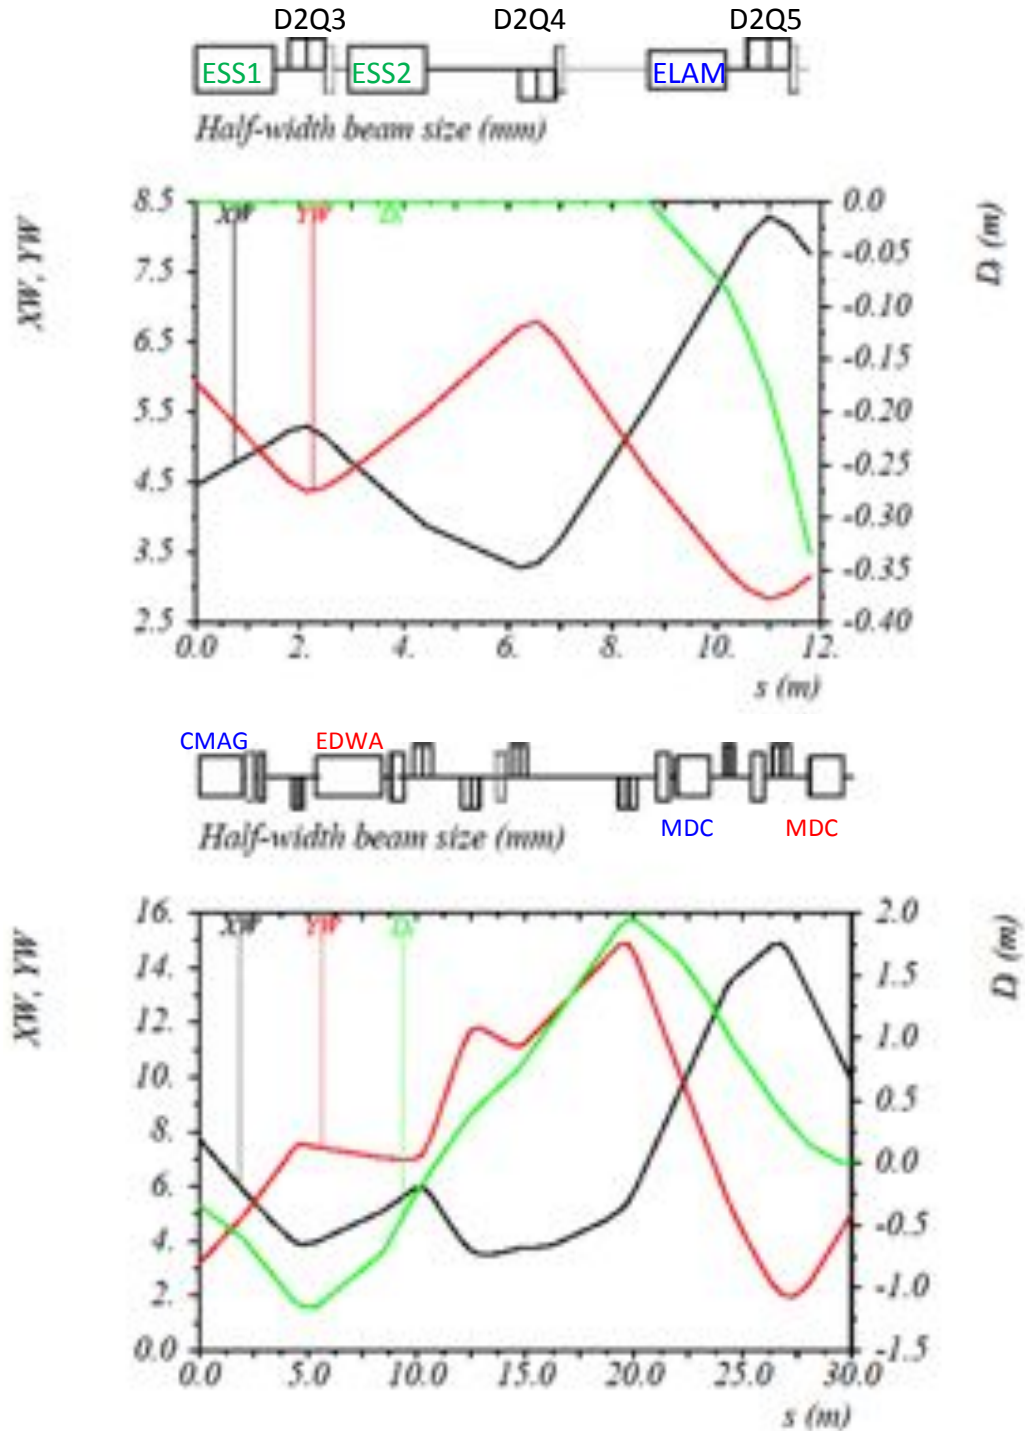 D2Q3 D2Q4 D2Q5
ESS1 ESS2 ELAM
Half-width beam size (mm)
8.5 0.0
XW YW
-0.05
7.5
-0.10
6.5
-0.15
5.5 -0.20
-0.25
4.5
-0.30
3.5
-0.35
2.5 -0.40
XW, YW
(m)
0.0 2. 4. 6. 8. 10. 12.
s (m)
CMAG EDWA
MDC MDC
Half-width beam size (mm)
16. 2.0
XW YW
14. 1.5
12. 1.0
10. 0.5
8. 0.0
6. -0.5
4. -1.0
2.
0.0 -1.5
XW, YW
(m)
0.0 5.0 10.0 15.0 20.0 25.0 30.0
s (m)